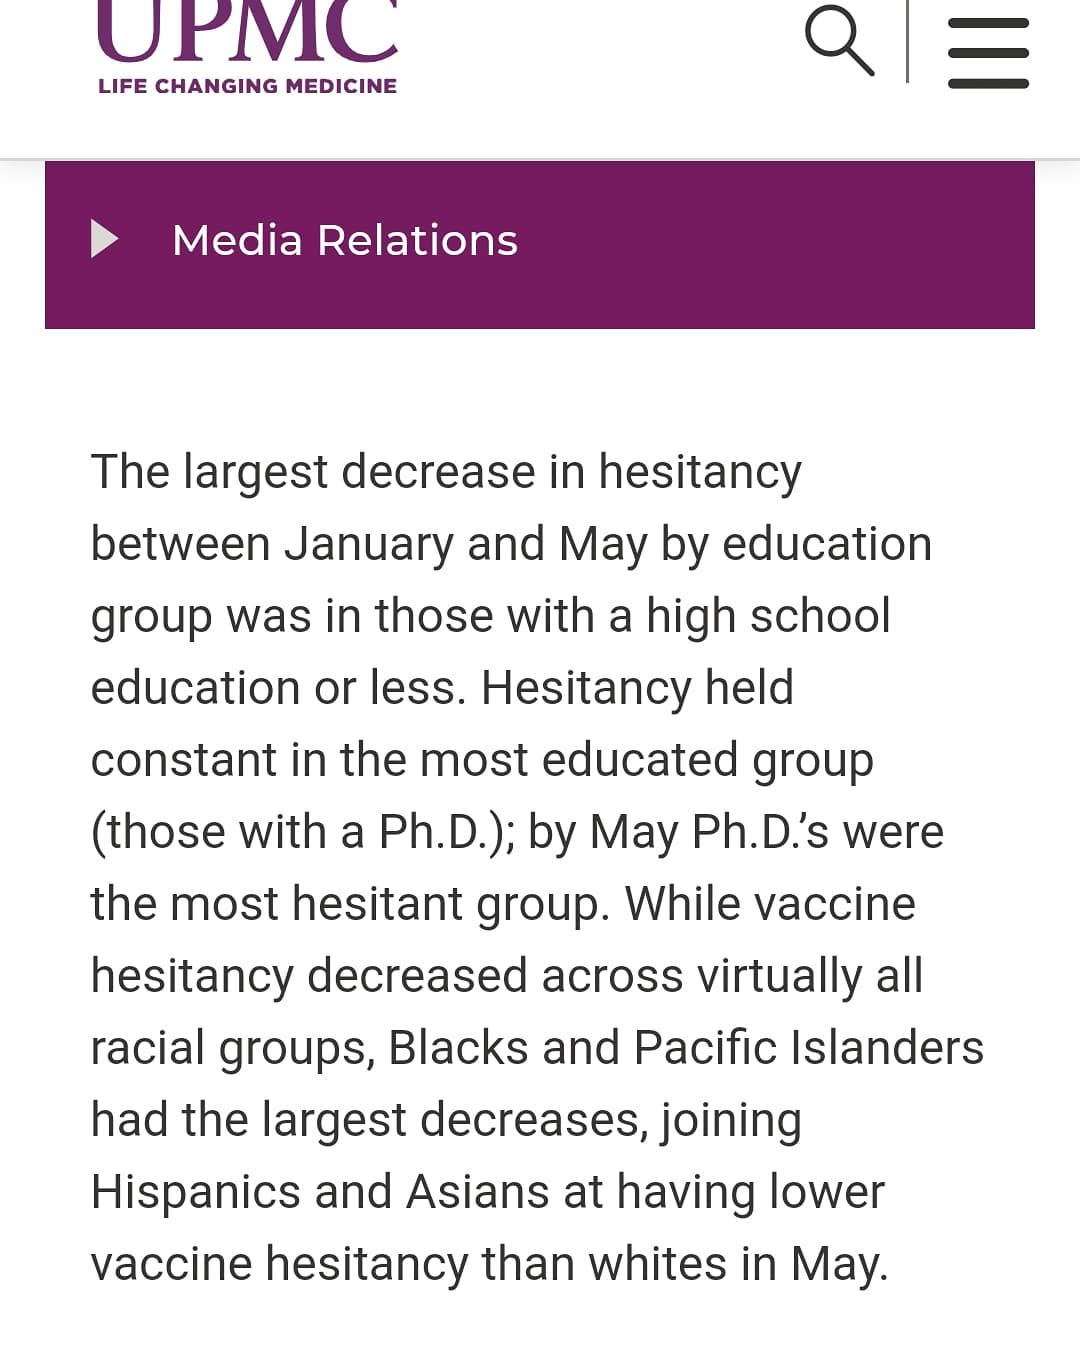 UPMC
LIFE CHANGING MEDICINE
Media Relations
The largest decrease in hesitancy
between January and May by education
group was in those with a high school
education or less. Hesitancy held
constant in the most educated group
(those with a Ph.D.); by May Ph.D.’s were
the most hesitant group. While vaccine
hesitancy decreased across virtually all
racial groups, Blacks and Pacific Islanders
had the largest decreases, joining
Hispanics and Asians at having lower
vaccine hesitancy than whites in May.